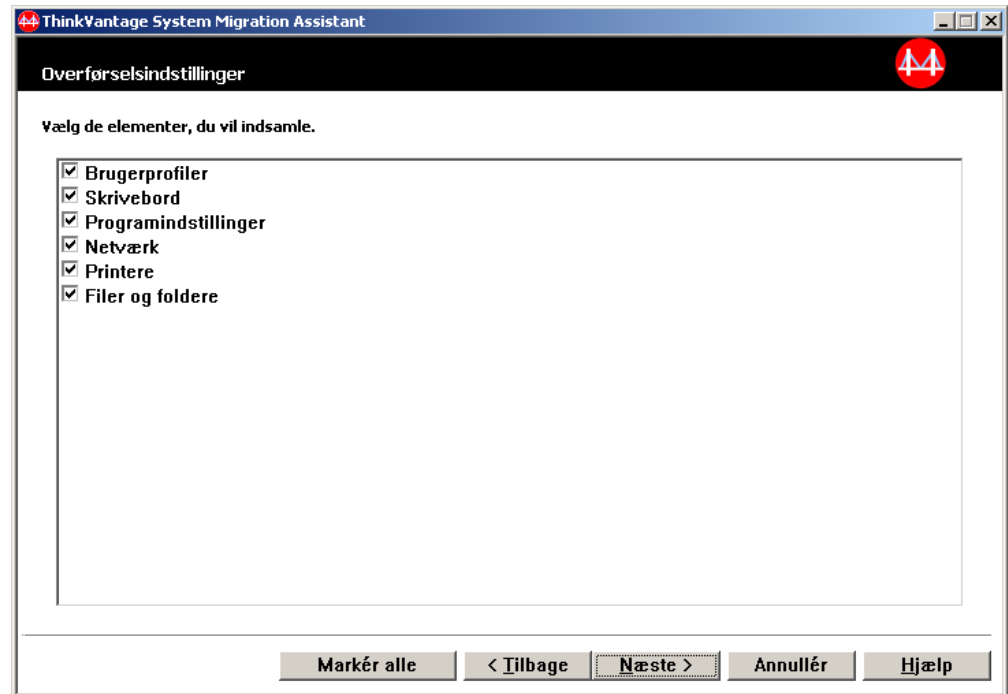 ThinkVantage System Migration Assistant
Overførselsindstillinger
Vælg de elementer, du vil indsamle.
Brugerprofiler
Skrivebord
Programindstillinger
Netværk
Printere
Filer og foldere
Markér alle
< Tilbage
Næste >
Annullér
Hjælp